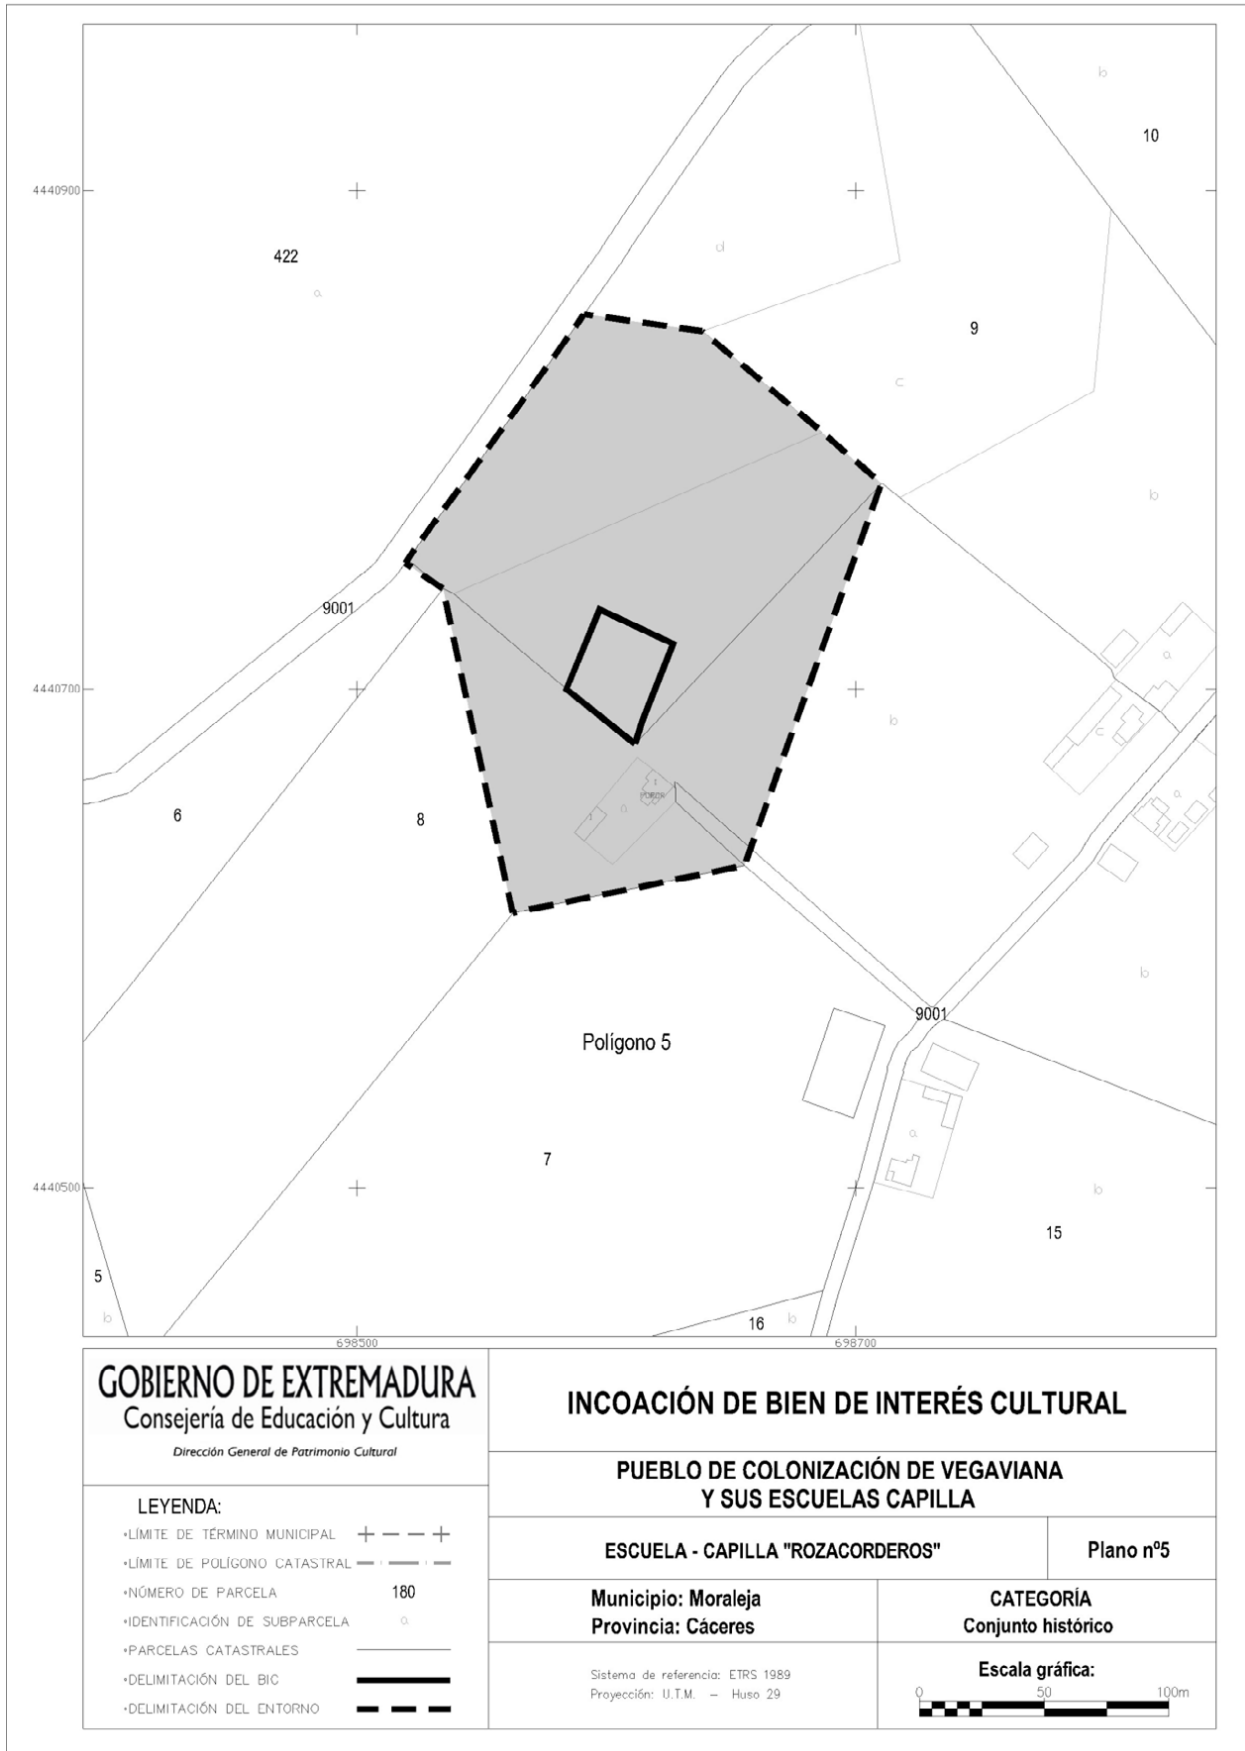 b
10
4440900
d
422
a
9
c
b
9001
a
4440700
b
c
a
6
8
a
b
9001
Polígono 5
a
7
4440500
b
15
5
b
16
b
698500
698700
GOBIERNO DE EXTREMADURA
Consejería de Educación y Cultura
Dirección General de Patrimonio Cultural
INCOACIÓN DE BIEN DE INTERÉS CULTURAL
PUEBLO DE COLONIZACIÓN DE VEGAVIANA
Y SUS ESCUELAS CAPILLA
ESCUELA - CAPILLA "ROZACORDEROS"
Plano nº5
Municipio: Moraleja
Provincia: Cáceres
CATEGORÍA
Conjunto histórico
Sistema de referencia: ETRS 1989
Proyección: U.T.M. – Huso 29
Escala gráfica:
0 50 100m
LEYENDA:
•LÍMITE DE TÉRMINO MUNICIPAL
•LÍMITE DE POLÍGONO CATASTRAL
•NÚMERO DE PARCELA 180
•IDENTIFICACIÓN DE SUBPARCELA a
•PARCELAS CATASTRALES
•DELIMITACIÓN DEL BIC
•DELIMITACIÓN DEL ENTORNO